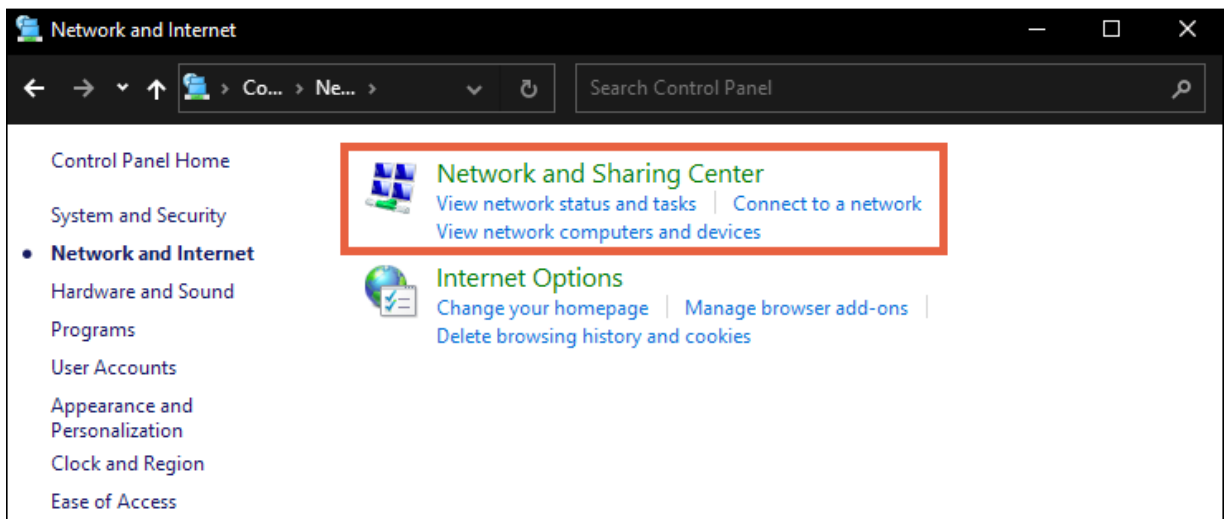 Network and Internet
Co... > Ne... >
Search Control Panel
Control Panel Home
System and Security
Network and Internet
Hardware and Sound
Programs
User Accounts
Appearance and
Personalization
Clock and Region
Ease of Access
Network and Sharing Center
View network status and tasks | Connect to a network
View network computers and devices
Internet Options
Change your homepage | Manage browser add-ons |
Delete browsing history and cookies